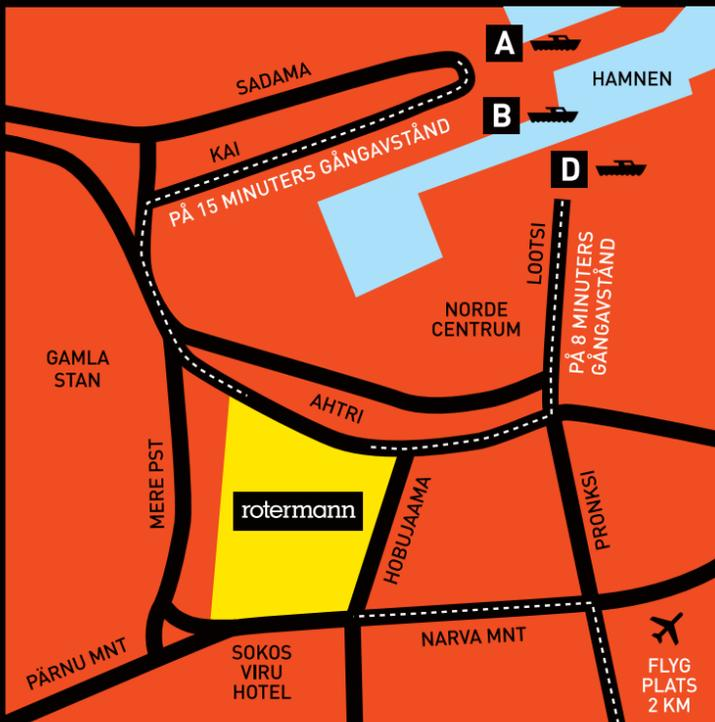 A
SADAMA
HAMNEN
B
KAI
PÅ 15 MINUTERS GÅNGAVSTÅND
D
LOOTSI
PÅ 8 MINUTERS
GÅNGAVSTÅND
NORDE
CENTRUM
GAMLA
STAN
AHTRI
MERE PST
rotermann
HOBUJAAMA
PRONKSI
NARVA MNT
PÄRNU MNT
SOKOS
VIRU
HOTEL
FLYG
PLATS
2 KM